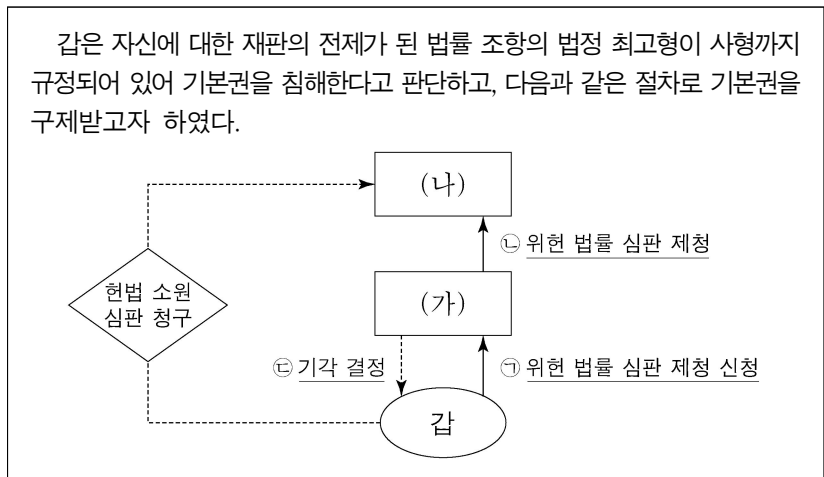 갑은 자신에 대한 재판의 전제가 된 법률 조항의 법정 최고형이 사형까지
규정되어 있어 기본권을 침해한다고 판단하고, 다음과 같은 절차로 기본권을
구제받고자 하였다.
(나)
㉡ 위헌 법률 심판 제청
헌법 소원
심판 청구
(가)
㉢ 기각 결정
㉠ 위헌 법률 심판 제청 신청
갑